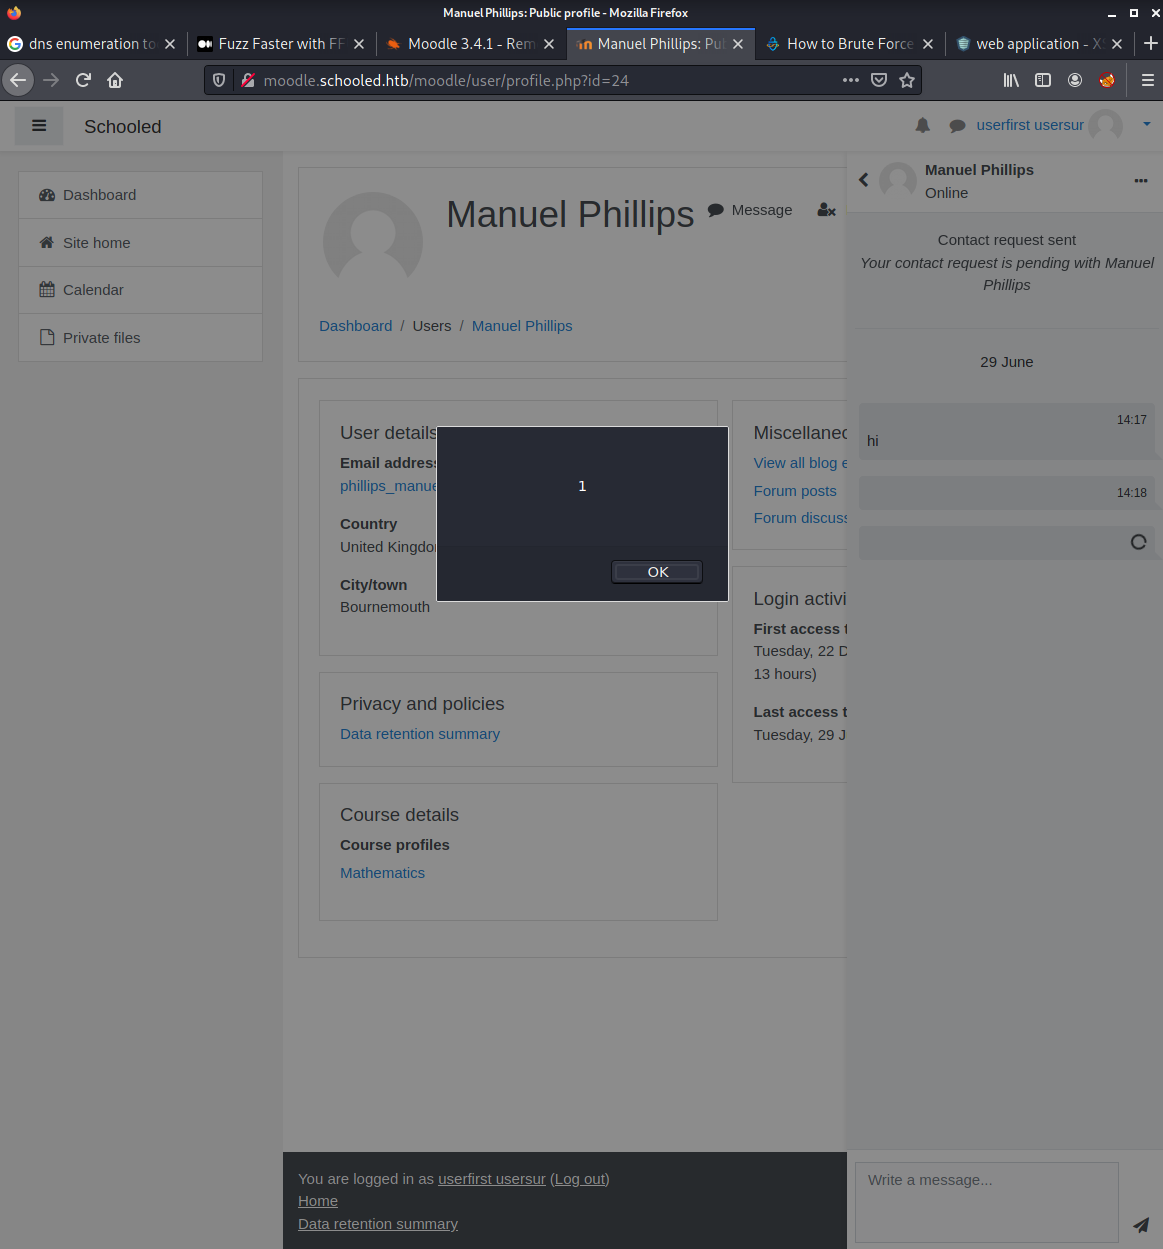 Manuel Phillips: Public profile - Mozilla Firefox
dns enumeration to
Fuzz Faster with FF
Moodle 3.4.1 - Rem
Manuel Phillips: Pub
How to Brute Force
web application - XS
moodle.schooled.htb/moodle/user/profile.php?id=24
Schooled
userfirst usersur
Dashboard
Site home
Calendar
Private files
Manuel Phillips
Message
Dashboard / Users / Manuel Phillips
User details
Email address
phillips_manue
Country
United Kingdom
City/town
Bournemouth
Privacy and policies
Data retention summary
Course details
Course profiles
Mathematics
Miscellaneo
View all blog e
Forum posts
Forum discuss
Login activi
First access t
Tuesday, 22 D
13 hours)
Last access t
Tuesday, 29 J
1
OK
Manuel Phillips
Online
Contact request sent
Your contact request is pending with Manuel
Phillips
29 June
14:17
hi
14:18
Write a message...
You are logged in as userfirst usersur (Log out)
Home
Data retention summary